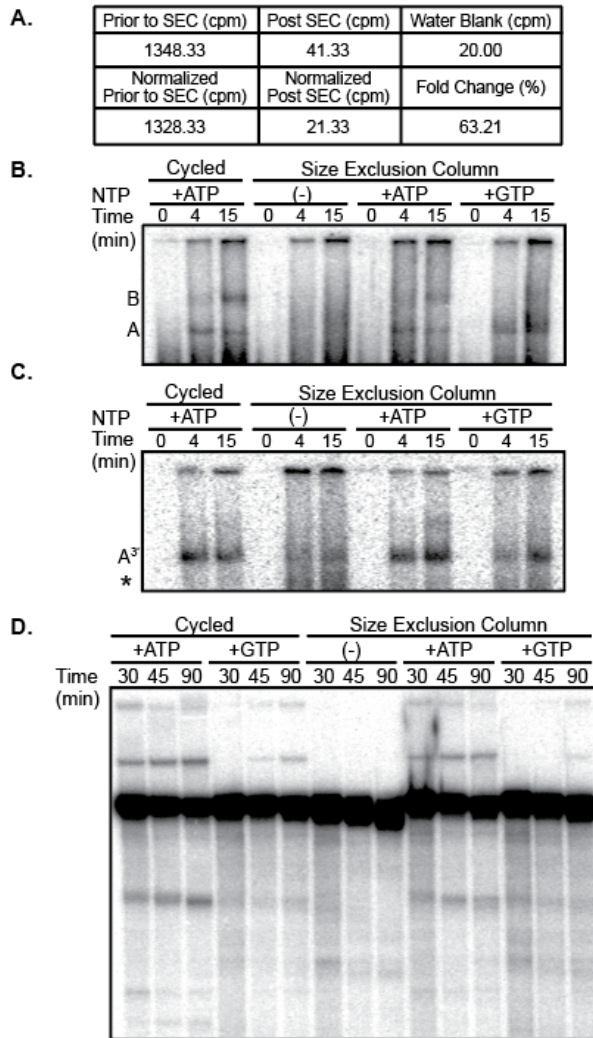 A.
Prior to SEC (cpm) Post SEC (cpm) Water Blank (cpm)
1348.33 41.33 20.00
Normalized Prior to SEC (cpm) Normalized Post SEC (cpm) Fold Change (%)
1328.33 21.33 63.21
B.
Cycled Size Exclusion Column
NTP +ATP (-) +ATP +GTP
Time 0 4 15 0 4 15 0 4 15 0 4 15
(min)
B
A
C.
Cycled Size Exclusion Column
NTP +ATP (-) +ATP +GTP
Time 0 4 15 0 4 15 0 4 15 0 4 15
(min)
A3'
*
D.
Cycled Size Exclusion Column
+ATP +GTP (-) +ATP +GTP
Time 30 45 90 30 45 90 30 45 90 30 45 90 30 45 90
(min)